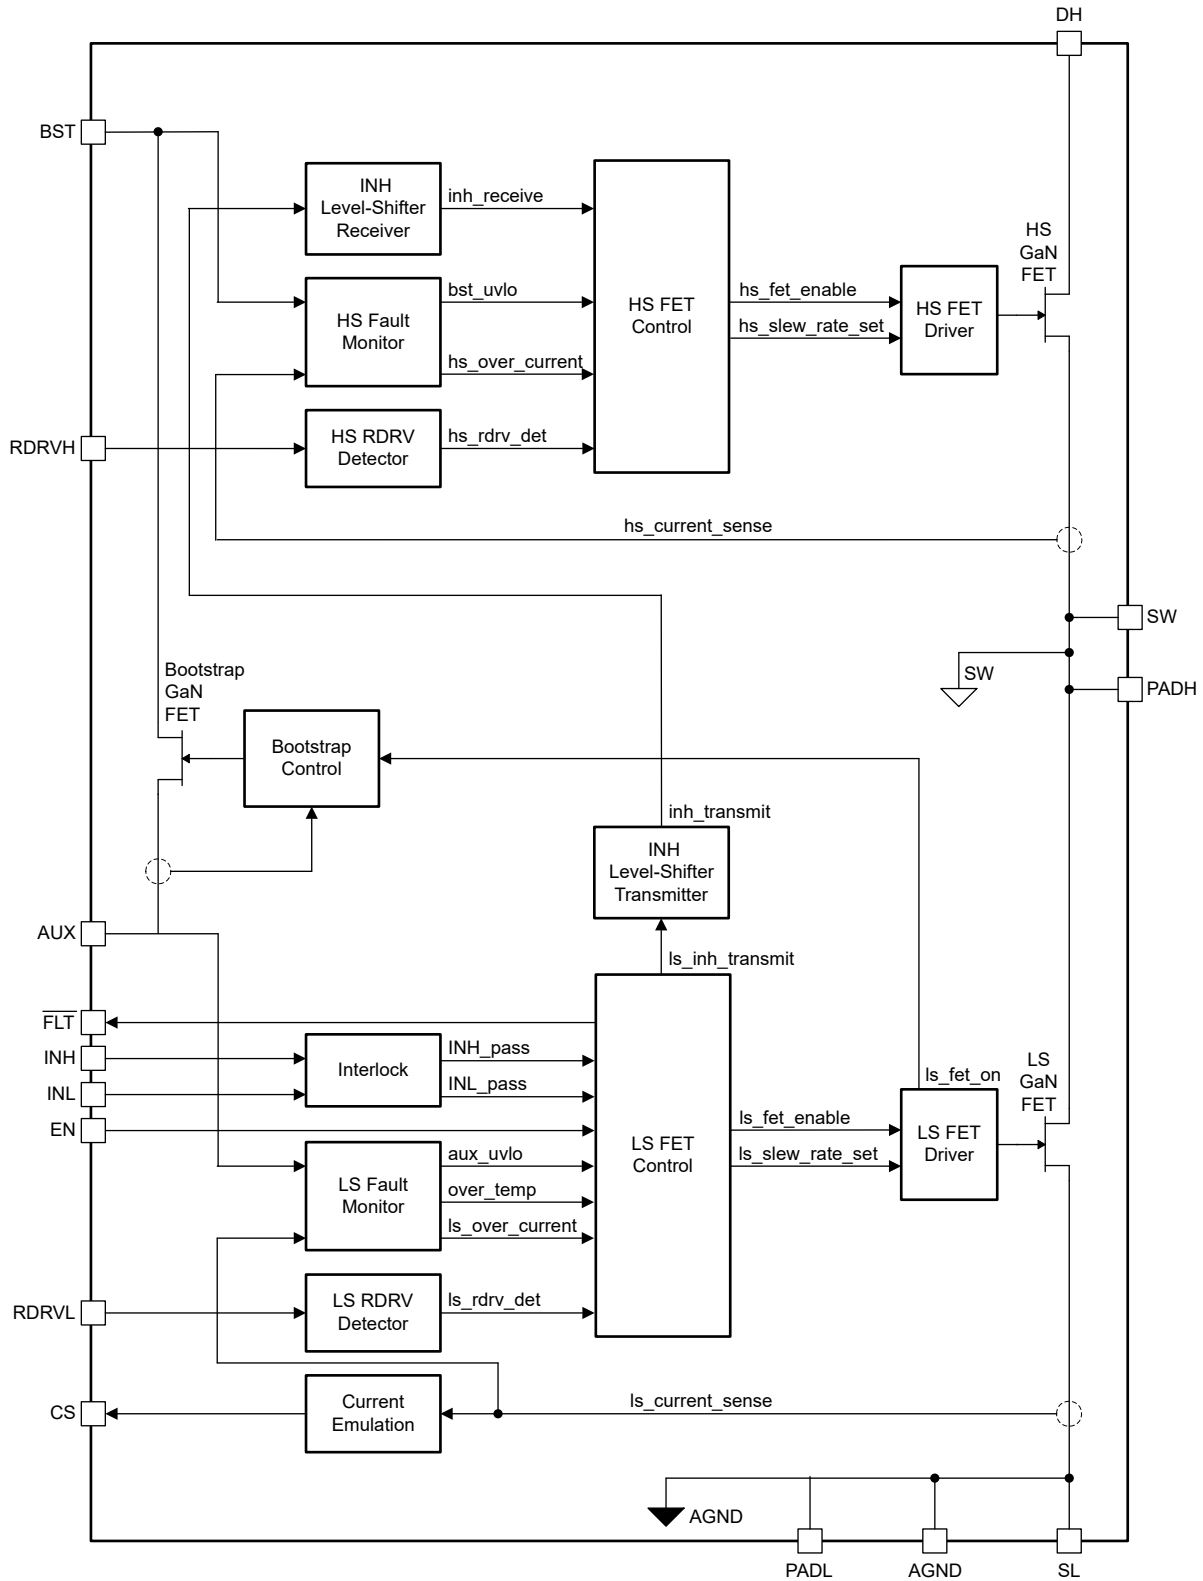 DH
BST
INH
Level-Shifter
Receiver
inh_receive
HS
GaN
FET
HS Fault
Monitor
bst_uvlo
hs_over_current
HS FET
Control
hs_fet_enable
hs_slew_rate_set
HS FET
Driver
RDRVH
HS RDRV
Detector
hs_rdrv_det
hs_current_sense
SW
SW
PADH
Bootstrap
GaN
FET
Bootstrap
Control
inh_transmit
INH
Level-Shifter
Transmitter
AUX
ls_inh_transmit
FLT
INH
INL
EN
Interlock
INH_pass
INL_pass
LS FET
Control
ls_fet_on
ls_fet_enable
ls_slew_rate_set
LS FET
Driver
LS
GaN
FET
LS Fault
Monitor
aux_uvlo
over_temp
ls_over_current
RDRVL
LS RDRV
Detector
ls_rdrv_det
CS
Current
Emulation
ls_current_sense
AGND
PADL
AGND
SL